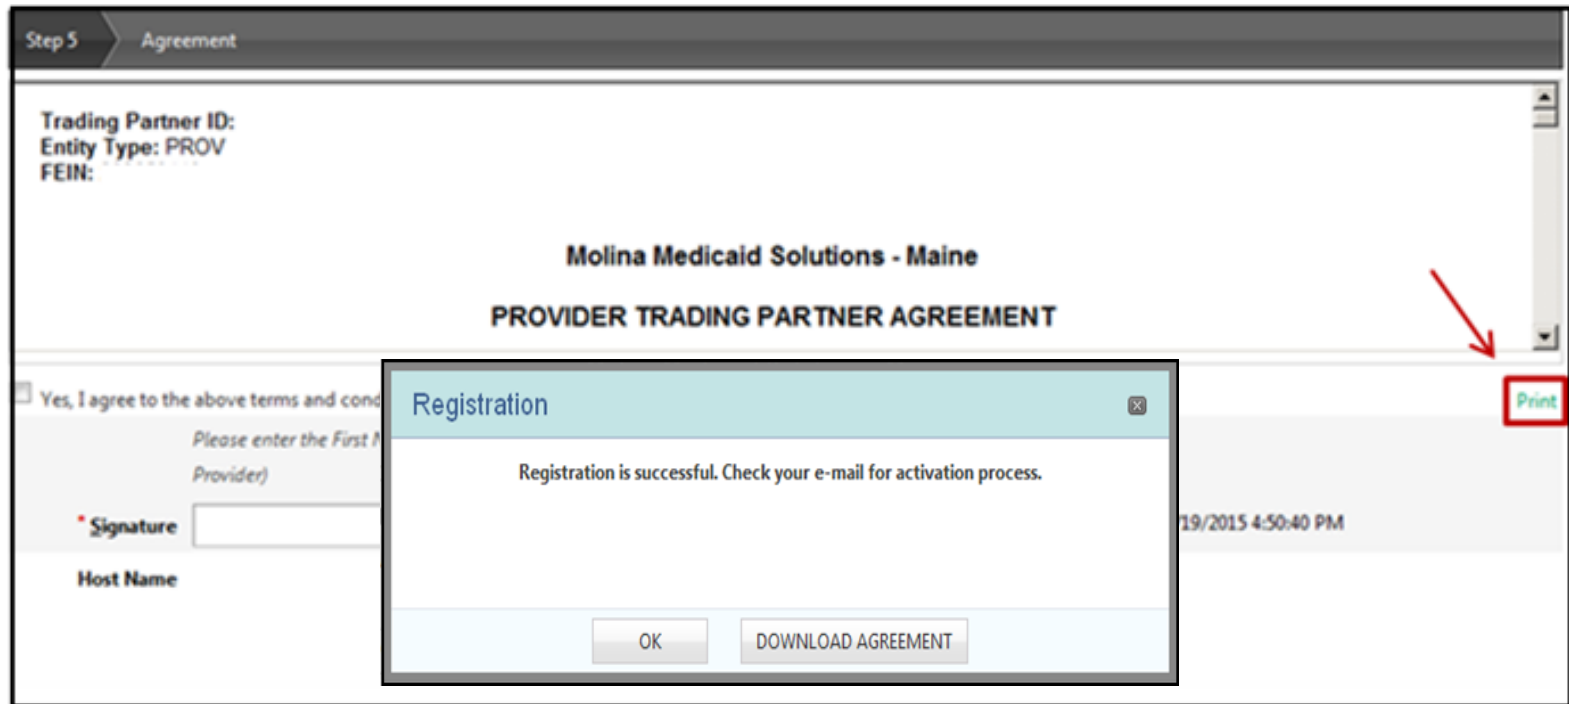 Step 5 Agreement
Trading Partner ID:
Entity Type: PROV
FEIN:
Molina Medicaid Solutions - Maine
PROVIDER TRADING PARTNER AGREEMENT
Yes, I agree to the above terms and cond
Print
Please enter the First
Provider)
* Signature
/19/2015 4:50:40 PM
Host Name
Registration
Registration is successful. Check your e-mail for activation process.
OK DOWNLOAD AGREEMENT